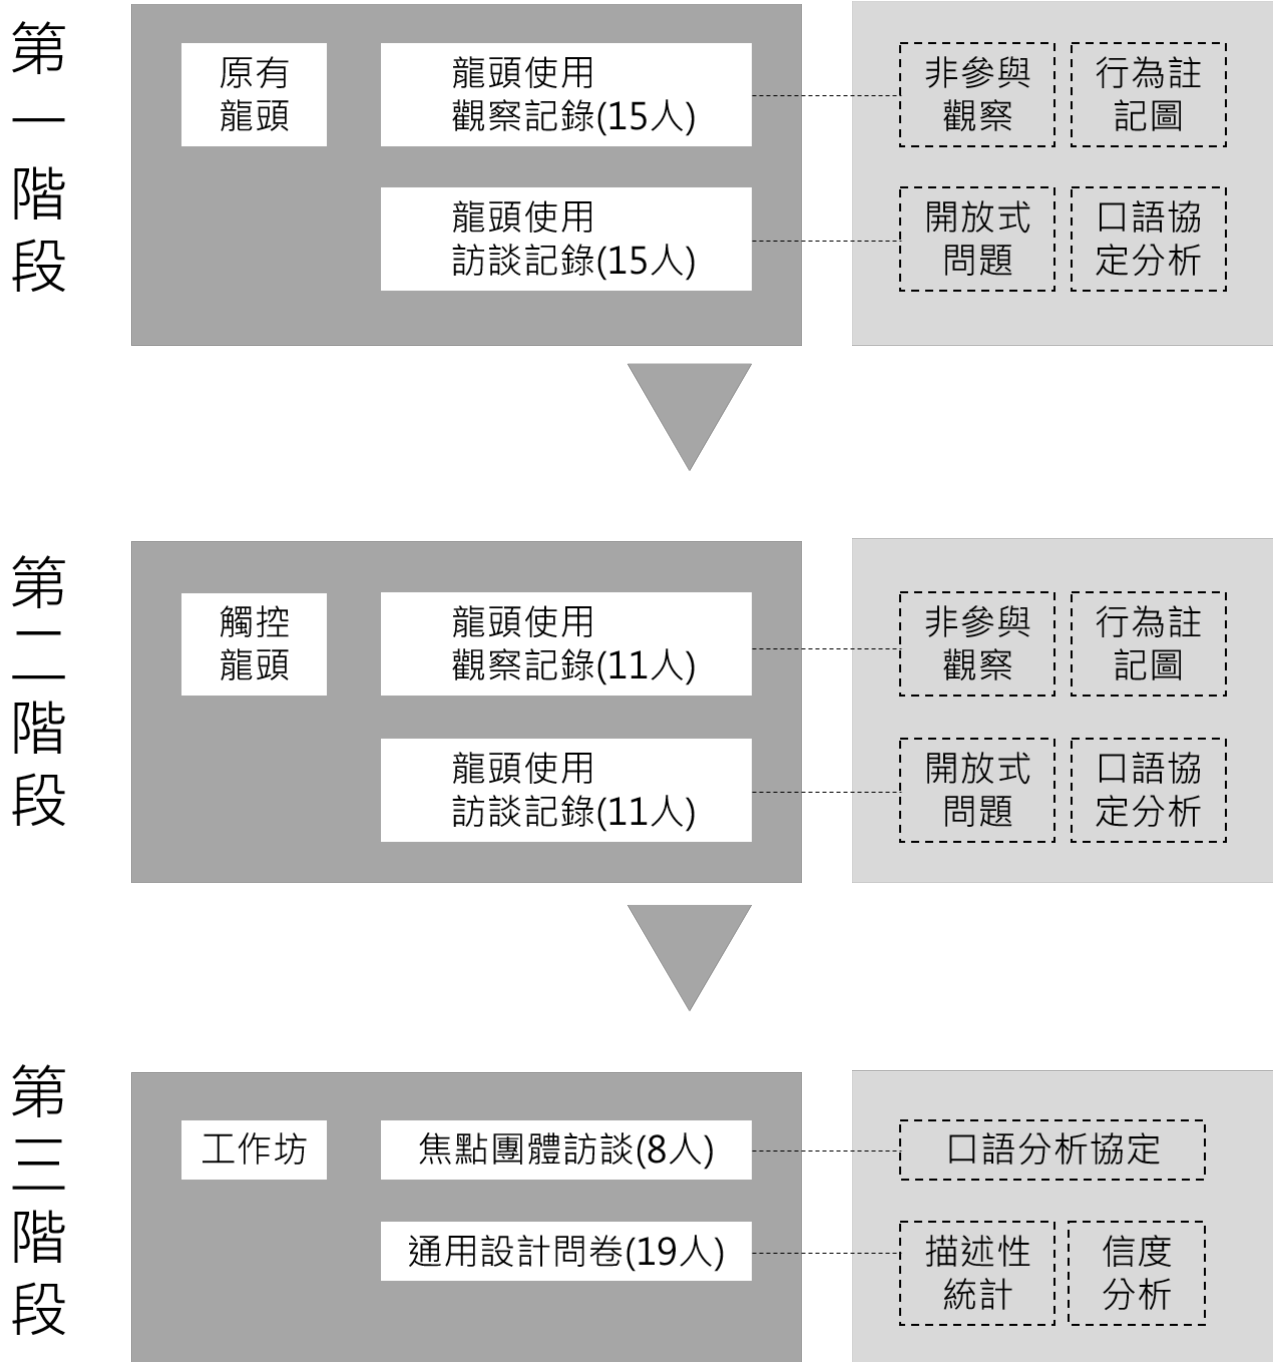 第一階段
原有
龍頭
龍頭使用
觀察記錄(15人)
非參與
觀察
行為註
記圖
龍頭使用
訪談記錄(15人)
開放式
問題
口語協
定分析
第二階段
觸控
龍頭
龍頭使用
觀察記錄(11人)
非參與
觀察
行為註
記圖
龍頭使用
訪談記錄(11人)
開放式
問題
口語協
定分析
第三階段
工作坊
焦點團體訪談(8人)
口語分析協定
通用設計問卷(19人)
描述性
統計
信度
分析